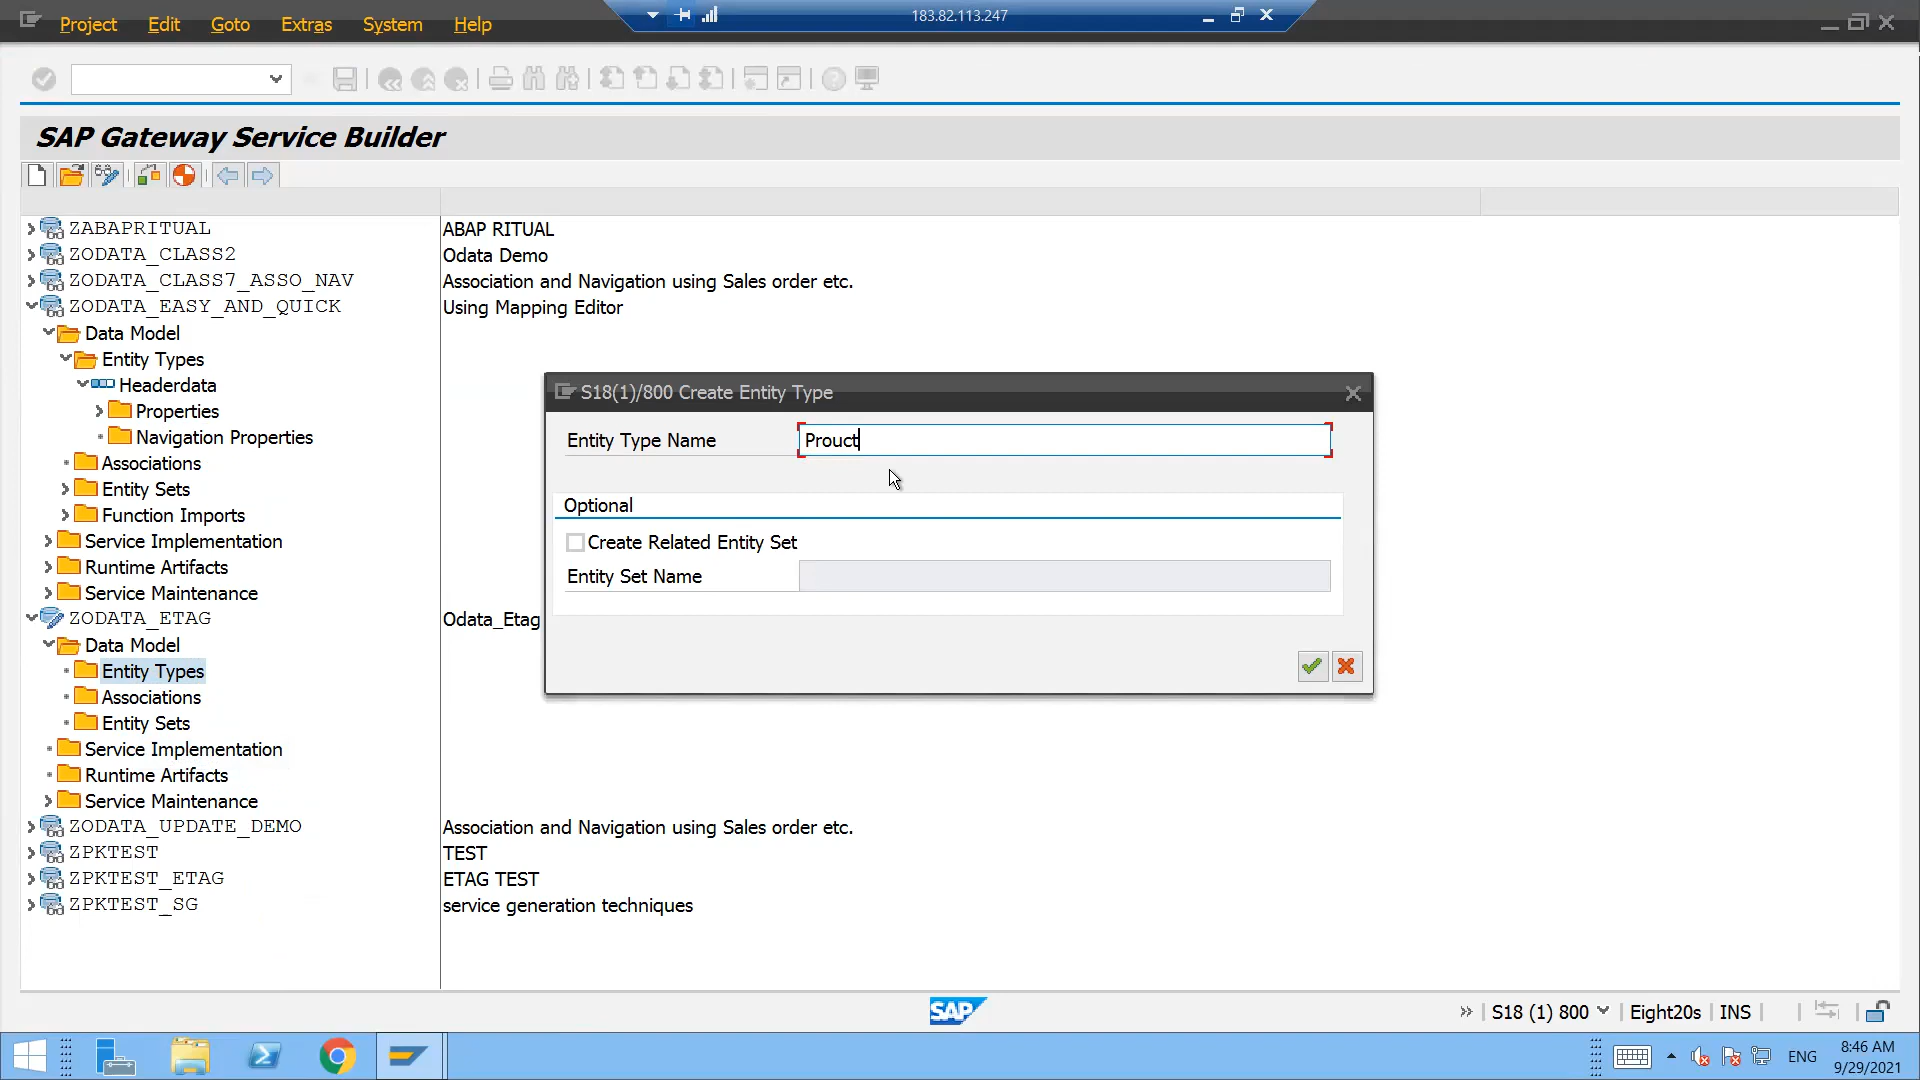 183.82.113.247
Project Edit Goto Extras System Help
SAP Gateway Service Builder
ZABAPRITUAL ABAP RITUAL
ZODATA_CLASS2 Odata Demo
ZODATA_CLASS7_ASSO_NAV Association and Navigation using Sales order etc.
ZODATA_EASY_AND_QUICK Using Mapping Editor
Data Model
Entity Types
Headerdata
Properties
Navigation Properties
Associations
Entity Sets
Function Imports
Service Implementation
Runtime Artifacts
Service Maintenance
ZODATA_ETAG Odata_Etag
Data Model
Entity Types
Associations
Entity Sets
Service Implementation
Runtime Artifacts
Service Maintenance
ZODATA_UPDATE_DEMO Association and Navigation using Sales order etc.
ZPKTEST TEST
ZPKTEST_ETAG ETAG TEST
ZPKTEST_SG service generation techniques
S18(1)/800 Create Entity Type
Entity Type Name Prouct
Optional
Create Related Entity Set
Entity Set Name
SAP
S18 (1) 800 Eight20s INS
ENG 8:46 AM
9/29/2021